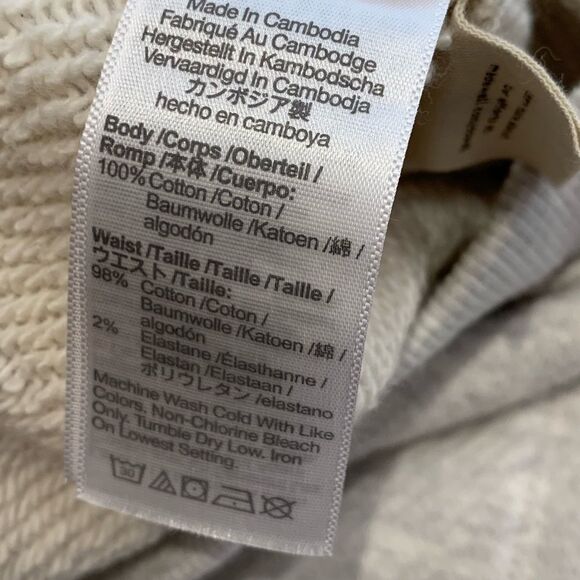 Made In Cambodia
Fabriqué Au Cambodge
Hergestellt In Kambodscha
Vervaardigd In Cambodja
カンボジア製
hecho en camboya
Body /Corps /Oberteil /
Romp /本体 /Cuerpo:
100% Cotton /Coton /
Baumwolle /Katoen /綿 /
algodón
Waist /Taille /Taille /Taille /
ウエスト /Taille:
98% Cotton /Coton /
Baumwolle /Katoen /綿 /
algodón
2% Elastane /Élasthanne /
Elastan /Elastaan /
ポリウレタン /elastano
Machine Wash Cold With Like
Colors, Non-Chlorine Bleach
Only. Tumble Dry Low. Iron
On Lowest Setting.
30